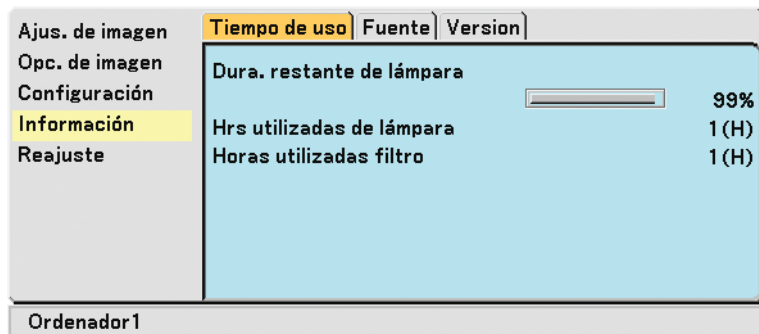 Ajus. de imagen
Opc. de imagen
Configuración
Información
Reajuste
Tiempo de uso Fuente Version
Dura. restante de lámpara
99%
Hrs utilizadas de lámpara 1(H)
Horas utilizadas filtro 1(H)
Ordenador1